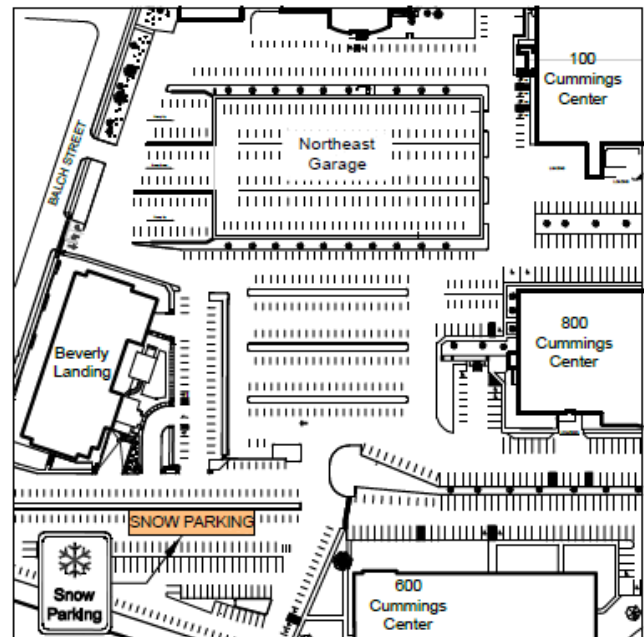 100
Cummings
Center
Northeast
Garage
BALCH STREET
800
Cummings
Center
Beverly
Landing
SNOW PARKING
Snow
Parking
600
Cummings
Center